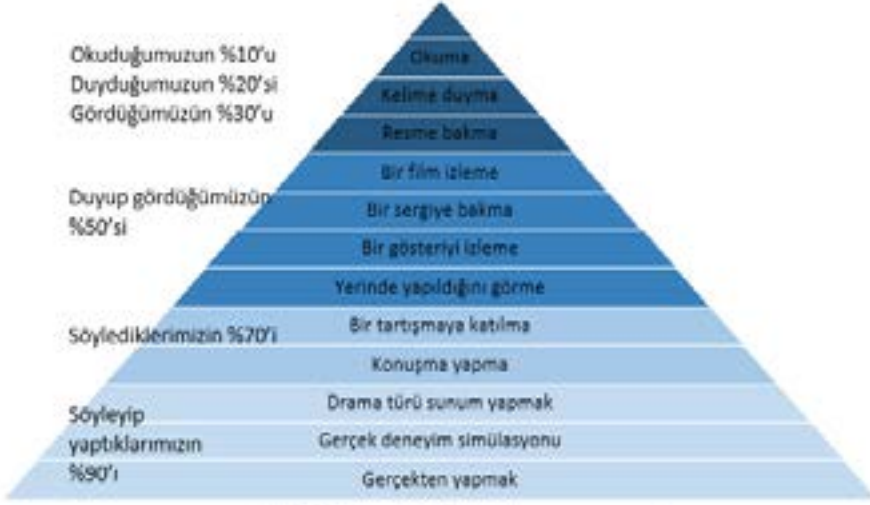 Okuduğumuzun %10'u
Duyduğumuzun %20'si
Gördüğümüzün %30'u
Okuma
Kelime duyma
Resme bakma
Duyup gördüğümüzün
%50'si
Bir film izleme
Bir sergiye bakma
Bir gösteriyi izleme
Yerinde yapıldığını görme
Söylediklerimizin %70'i
Bir tartışmaya katılma
Konuşma yapma
Söyleyip
yaptıklarımızın
%90'ı
Drama türü sunum yapmak
Gerçek deneyim simülasyonu
Gerçekten yapmak